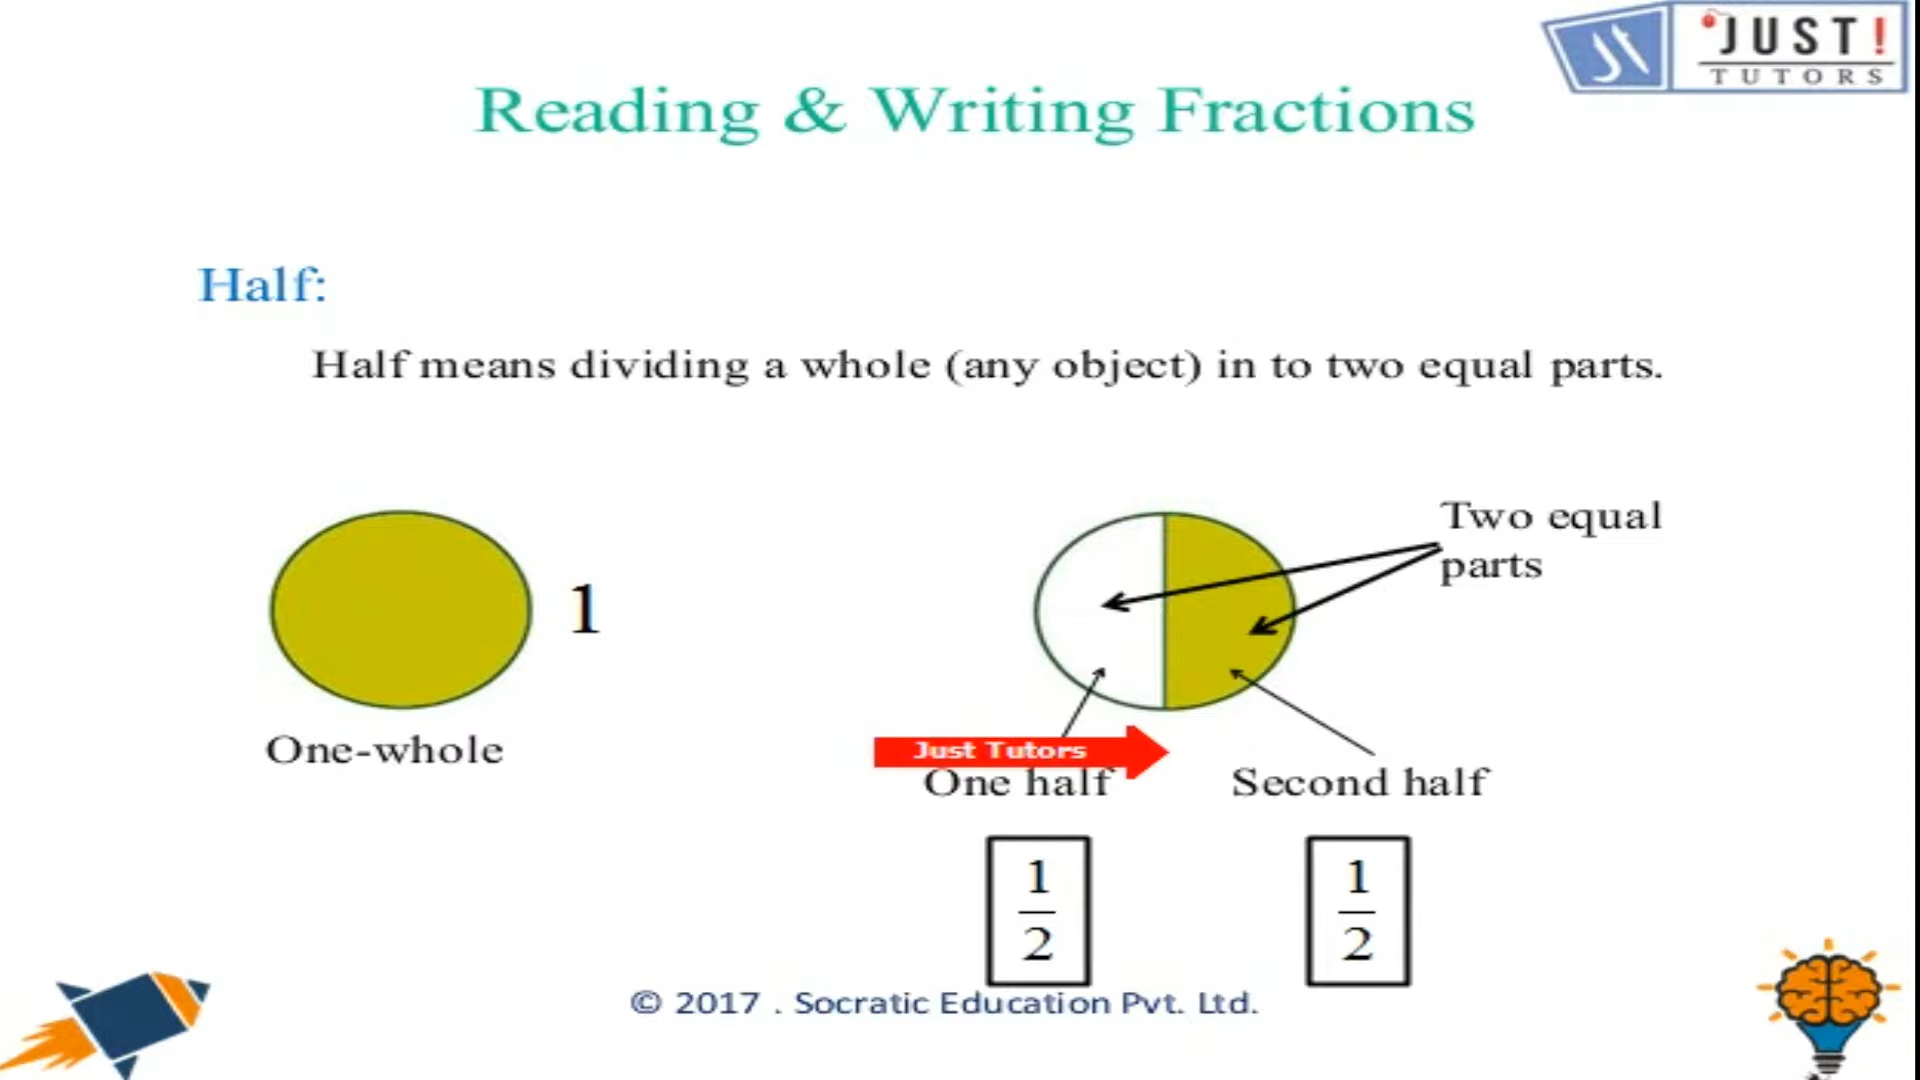 JUST!
TUTORS
Reading & Writing Fractions
Half:
Half means dividing a whole (any object) in to two equal parts.
Two equal
parts
1
One-whole
Just Tutors
One half
Second half
1
2
1
2
© 2017 . Socratic Education Pvt. Ltd.